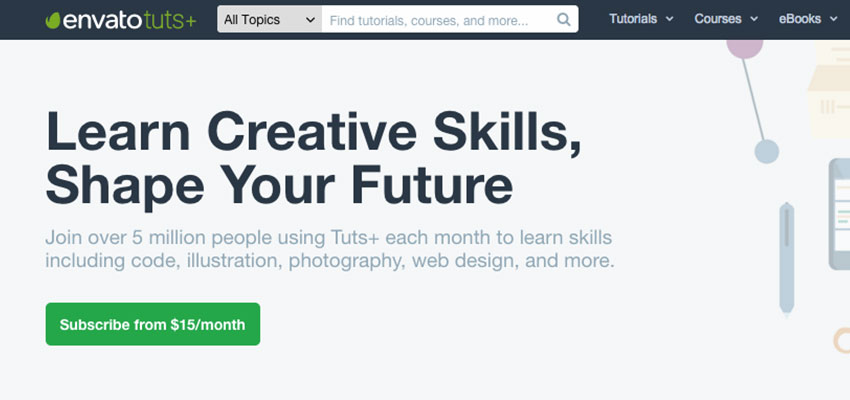 envatotuts+
All Topics
Find tutorials, courses, and more...
Tutorials
Courses
eBooks
Learn Creative Skills,
Shape Your Future
Join over 5 million people using Tuts+ each month to learn skills
including code, illustration, photography, web design, and more.
Subscribe from $15/month